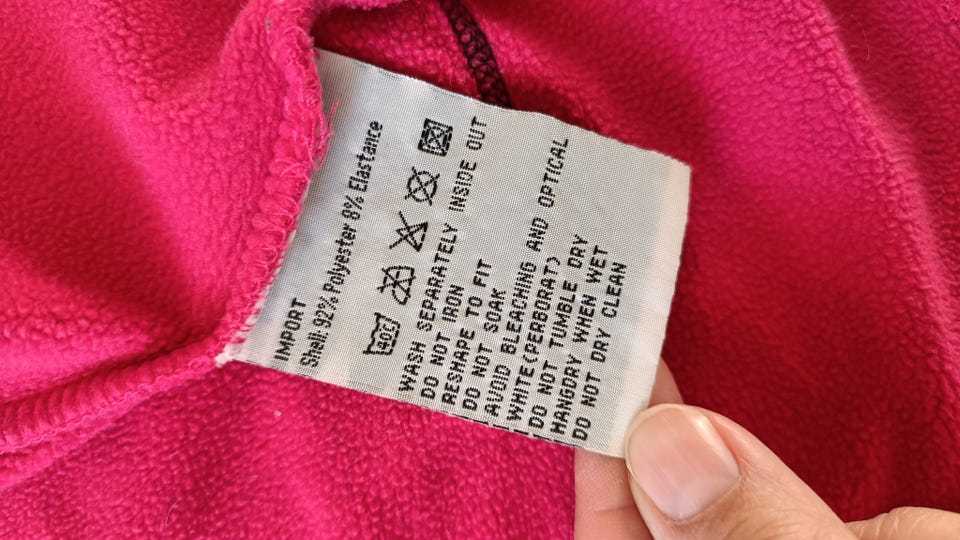 IMPORT
Shell: 92% Polyester 8% Elastance
40C
WASH SEPARATELY INSIDE OUT
DO NOT IRON
RESHAPE TO FIT
DO NOT SOAK
AVOID BLEACHING AND OPTICAL
WHITE(PERBORAT)
DO NOT TUMBLE DRY
HANGDRY WHEN WET
DO NOT DRY CLEAN